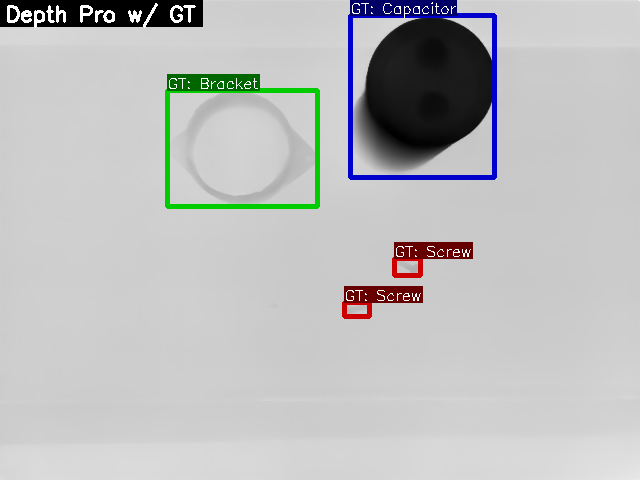 Depth Pro w/ GT
GT: Capacitor
GT: Bracket
GT: Screw
GT: Screw